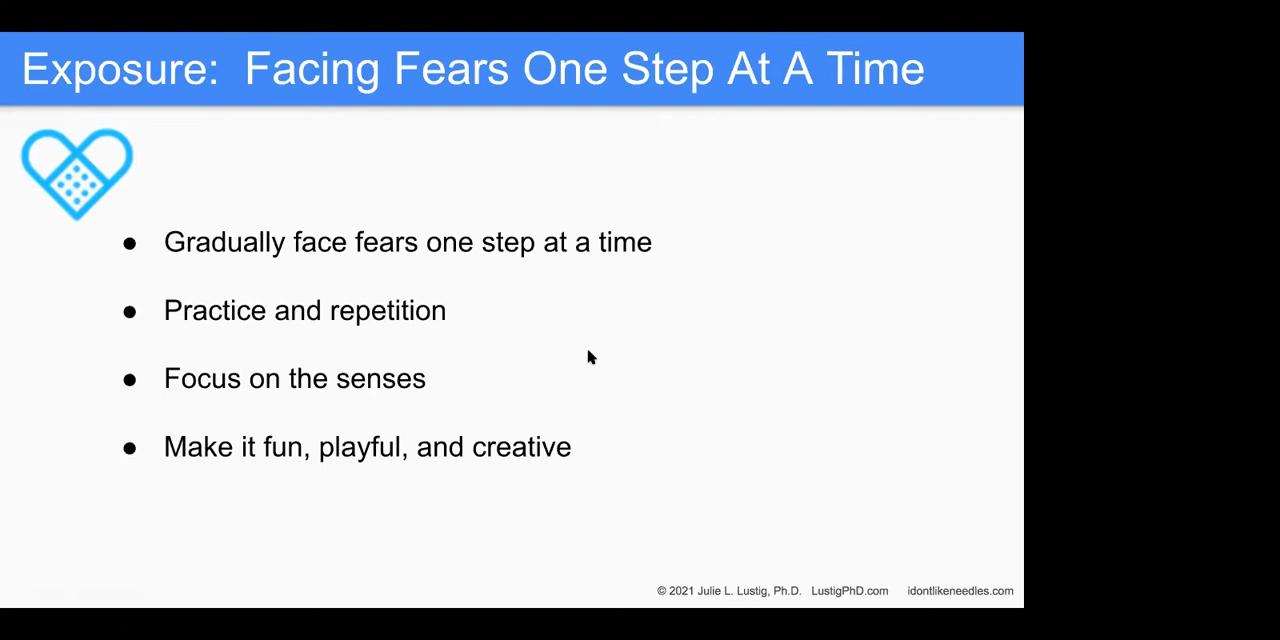 Exposure: Facing Fears One Step At A Time
● Gradually face fears one step at a time
● Practice and repetition
● Focus on the senses
● Make it fun, playful, and creative
© 2021 Julie L. Lustig, Ph.D. LustigPhD.com idontlikeneedles.com